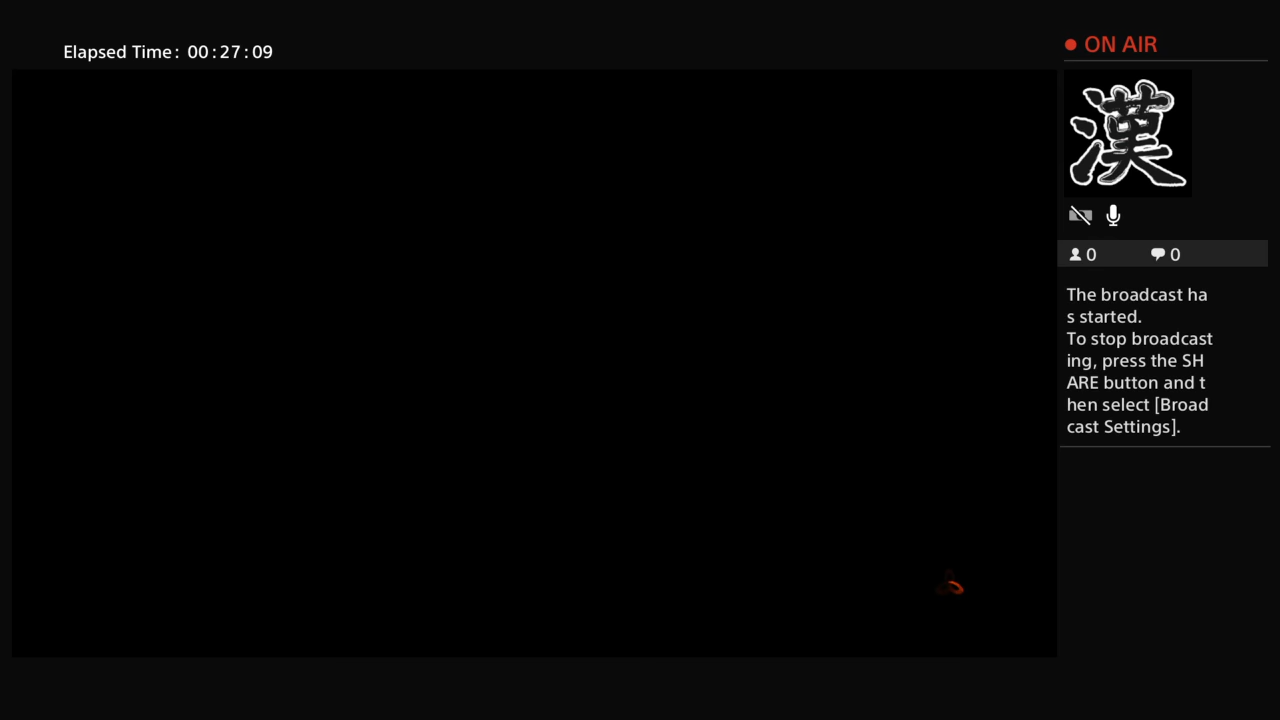 Elapsed Time: 00:27:09
ON AIR
漢
0 0
The broadcast ha
s started.
To stop broadcast
ing, press the SH
ARE button and t
hen select [Broad
cast Settings].